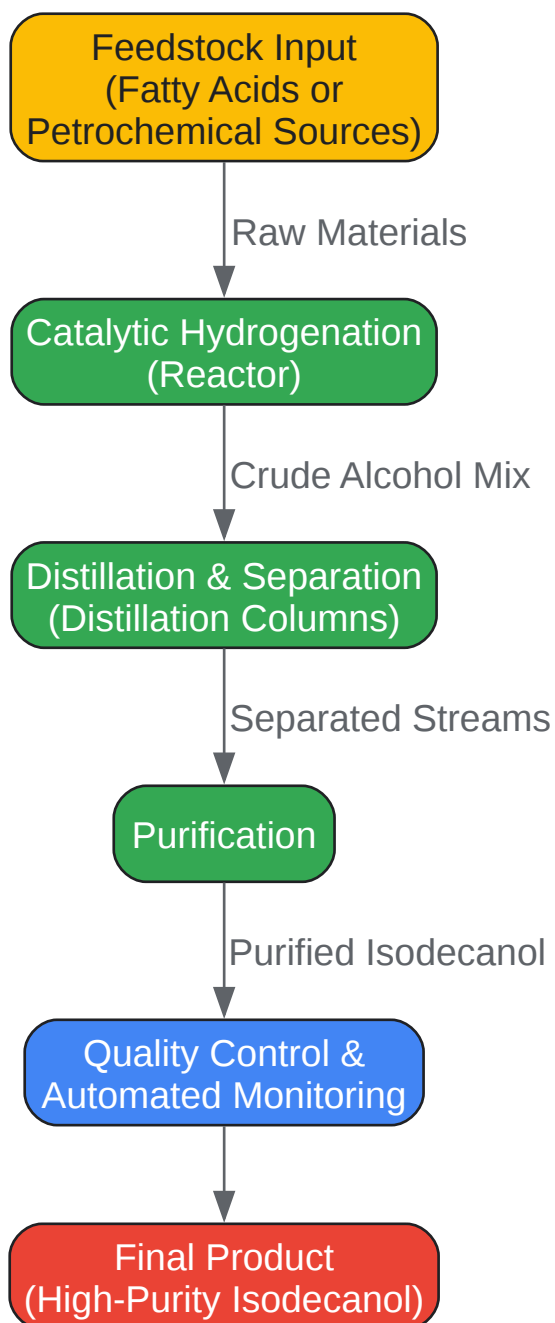 Feedstock Input
(Fatty Acids or
Petrochemical Sources)
Raw Materials
Catalytic Hydrogenation
(Reactor)
Crude Alcohol Mix
Distillation & Separation
(Distillation Columns)
Separated Streams
Purification
Purified Isodecanol
Quality Control &
Automated Monitoring
Final Product
(High-Purity Isodecanol)